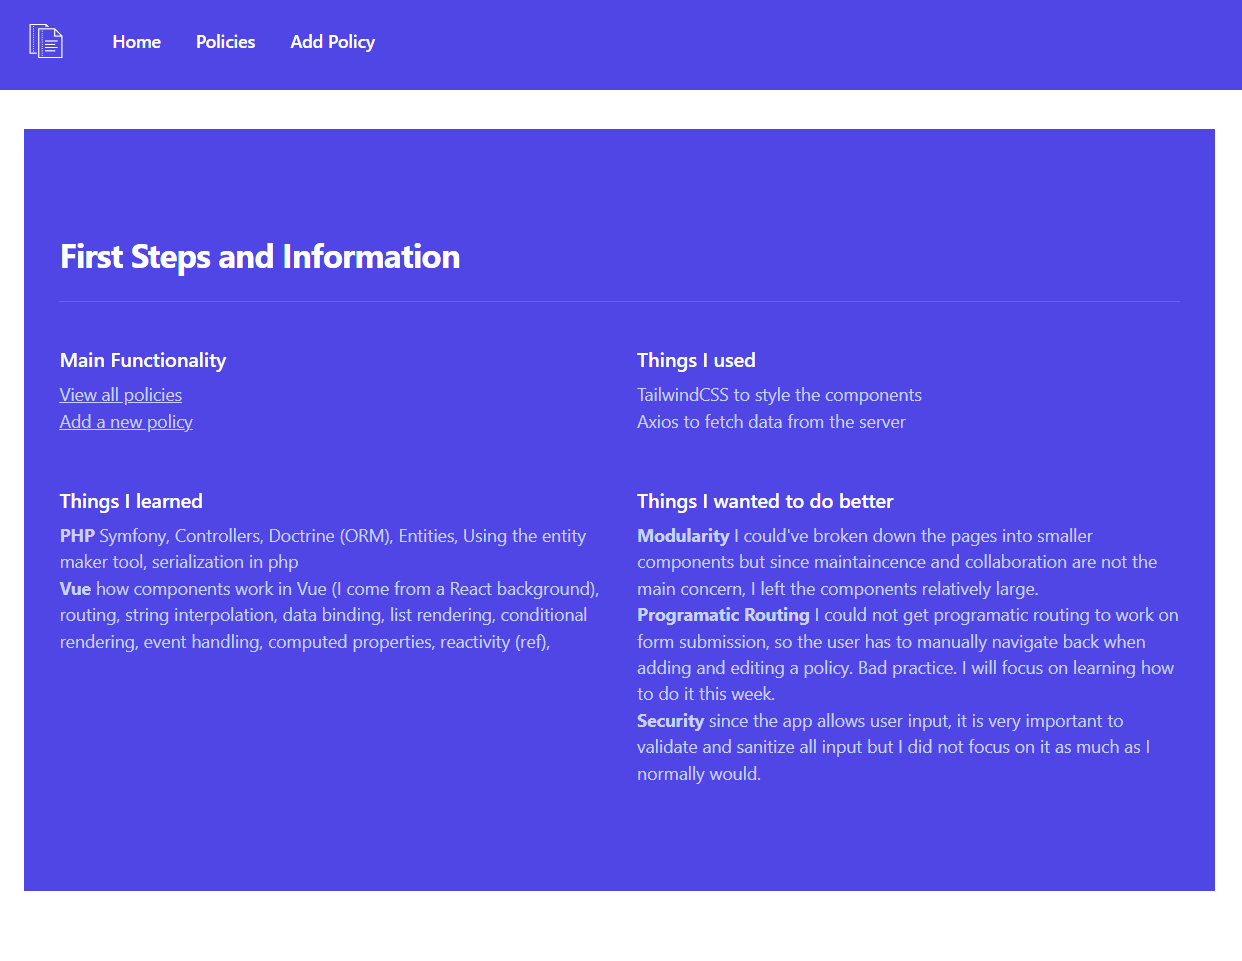 Home Policies Add Policy
First Steps and Information
Main Functionality
View all policies
Add a new policy
Things I used
TailwindCSS to style the components
Axios to fetch data from the server
Things I learned
PHP Symfony, Controllers, Doctrine (ORM), Entities, Using the entity
maker tool, serialization in php
Vue how components work in Vue (I come from a React background),
routing, string interpolation, data binding, list rendering, conditional
rendering, event handling, computed properties, reactivity (ref),
Things I wanted to do better
Modularity I could've broken down the pages into smaller
components but since maintaincence and collaboration are not the
main concern, I left the components relatively large.
Programatic Routing I could not get programatic routing to work on
form submission, so the user has to manually navigate back when
adding and editing a policy. Bad practice. I will focus on learning how
to do it this week.
Security since the app allows user input, it is very important to
validate and sanitize all input but I did not focus on it as much as I
normally would.